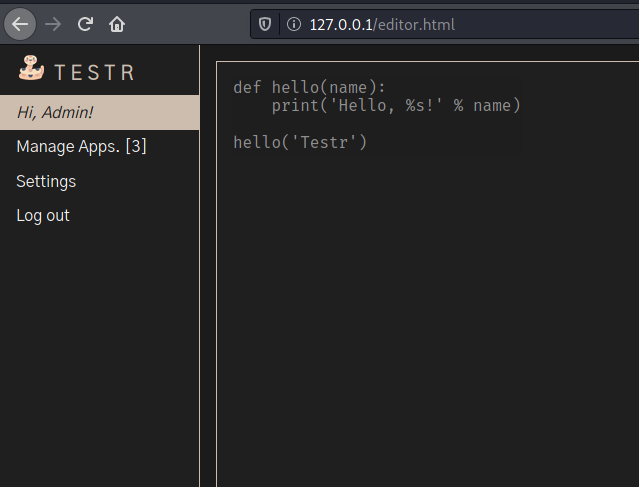 127.0.0.1/editor.html
TESTR
Hi, Admin!
Manage Apps. [3]
Settings
Log out
def hello(name):
    print('Hello, %s!' % name)
hello('Testr')